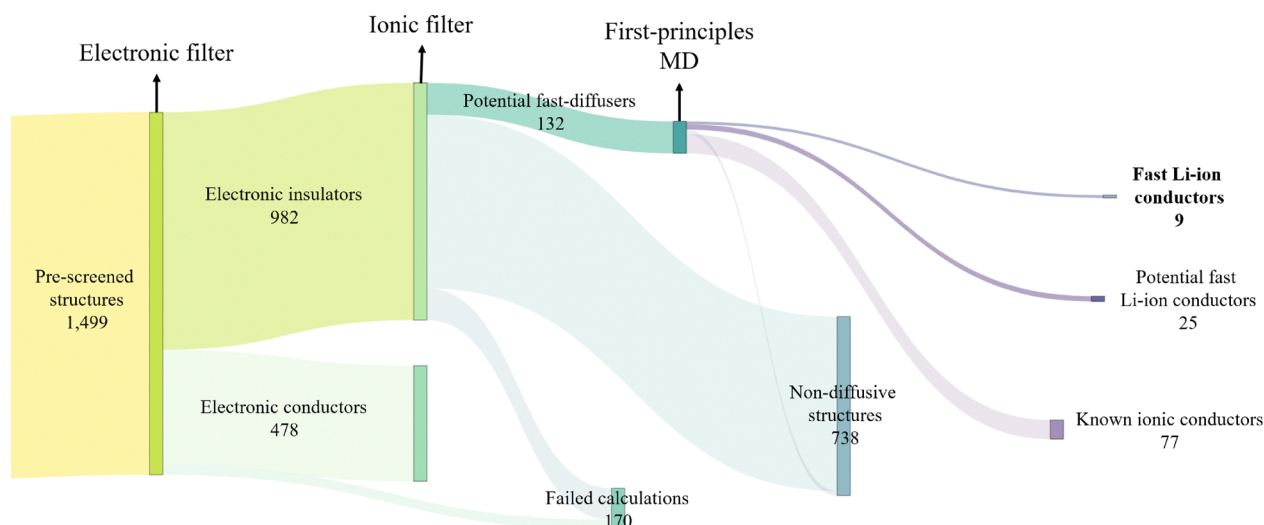 Electronic filter
Ionic filter
First-principles
MD
Potential fast-diffusers
132
Electronic insulators
982
Fast Li-ion
conductors
9
Pre-screened
structures
1,499
Potential fast
Li-ion conductors
25
Electronic conductors
478
Non-diffusive
structures
738
Known ionic conductors
77
Failed calculations
170